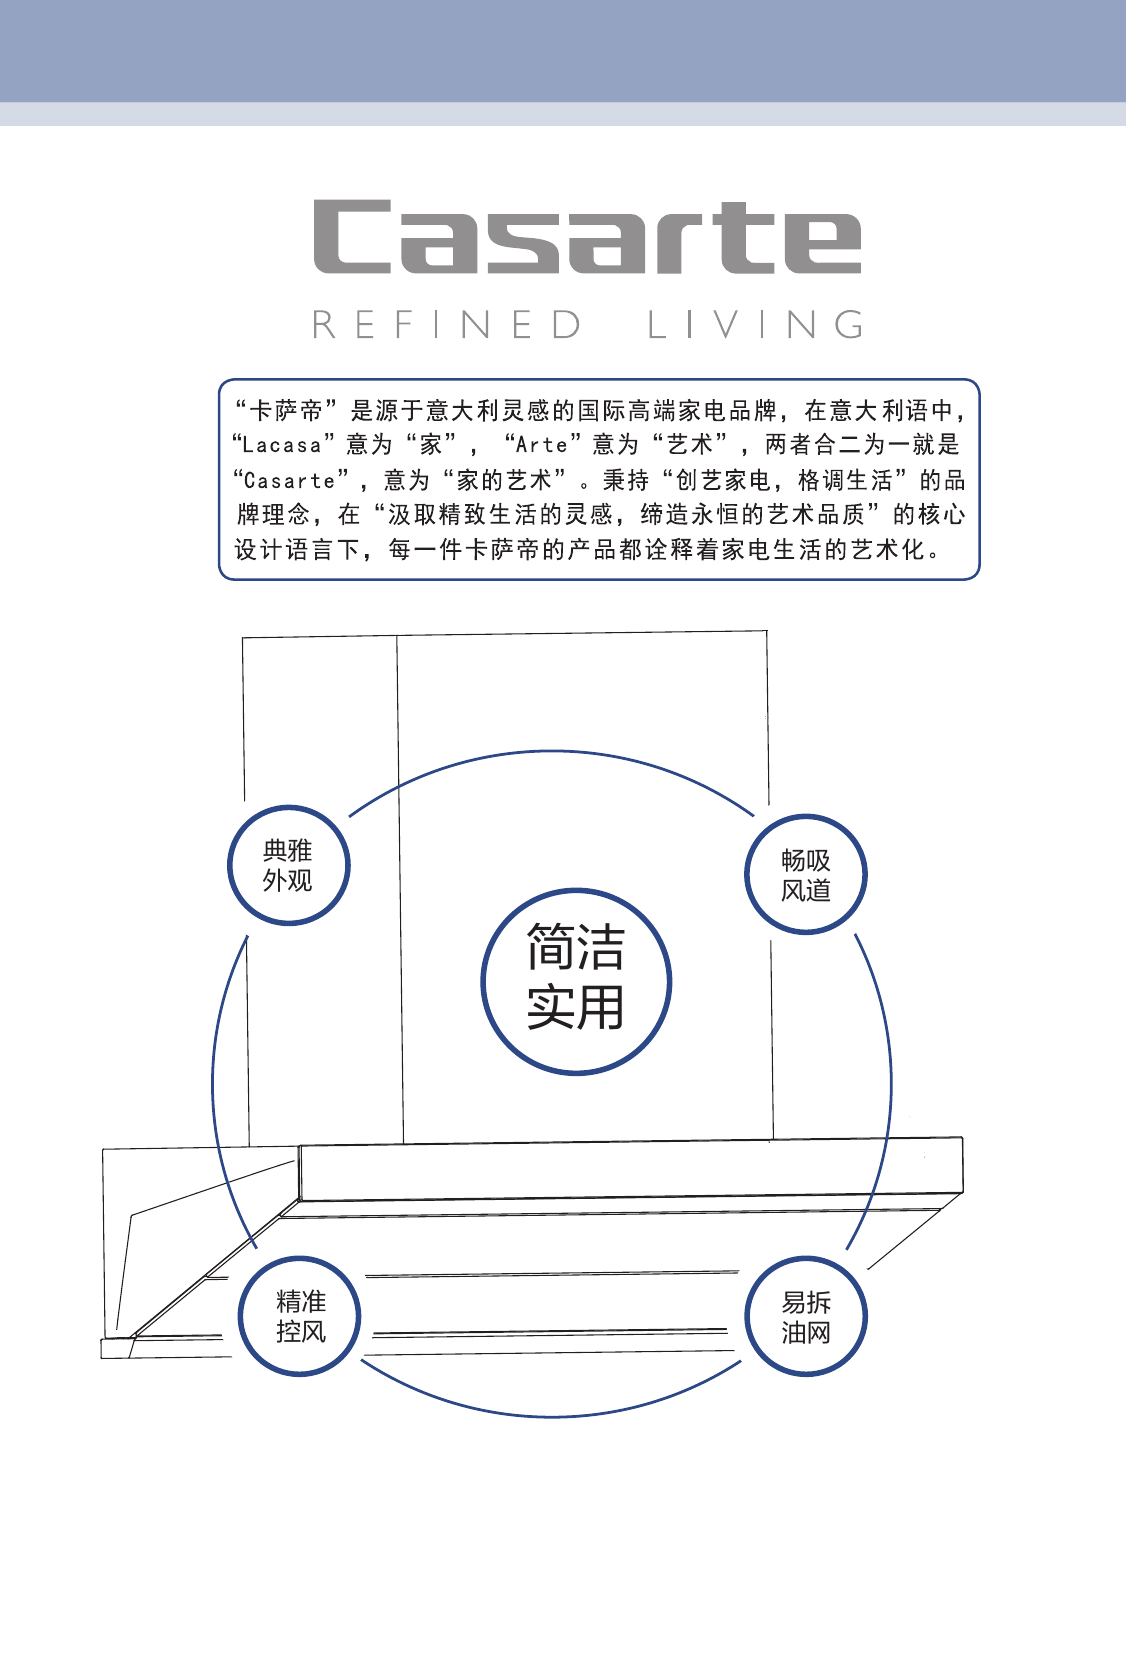 Casarte
REFINED LIVING
“卡萨帝”是源于意大利灵感的国际高端家电品牌，在意大利语中，
“Lacasa”意为“家”，“Arte”意为“艺术”，两者合二为一就是
“Casarte”，意为“家的艺术”。秉持“创艺家电，格调生活”的品
牌理念，在“汲取精致生活的灵感，缔造永恒的艺术品质”的核心
设计语言下，每一件卡萨帝的产品都诠释着家电生活的艺术化。
典雅
外观
畅吸
风道
简洁
实用
精准
控风
易拆
油网